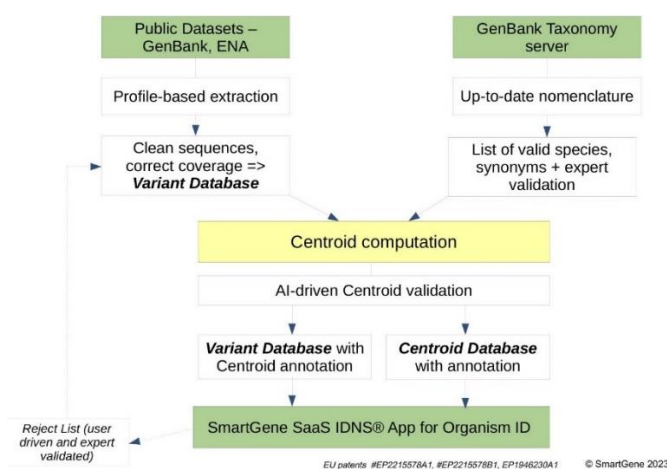 Public Datasets –
GenBank, ENA
GenBank Taxonomy
server
Profile-based extraction
Up-to-date nomenclature
Clean sequences,
correct coverage =>
Variant Database
List of valid species,
synonyms + expert
validation
Centroid computation
AI-driven Centroid validation
Variant Database with
Centroid annotation
Centroid Database
with annotation
Reject List (user
driven and expert
validated)
SmartGene SaaS IDNS® App for Organism ID
EU patents #EP2215578A1, #EP2215578B1, EP1946230A1
© SmartGene 2023